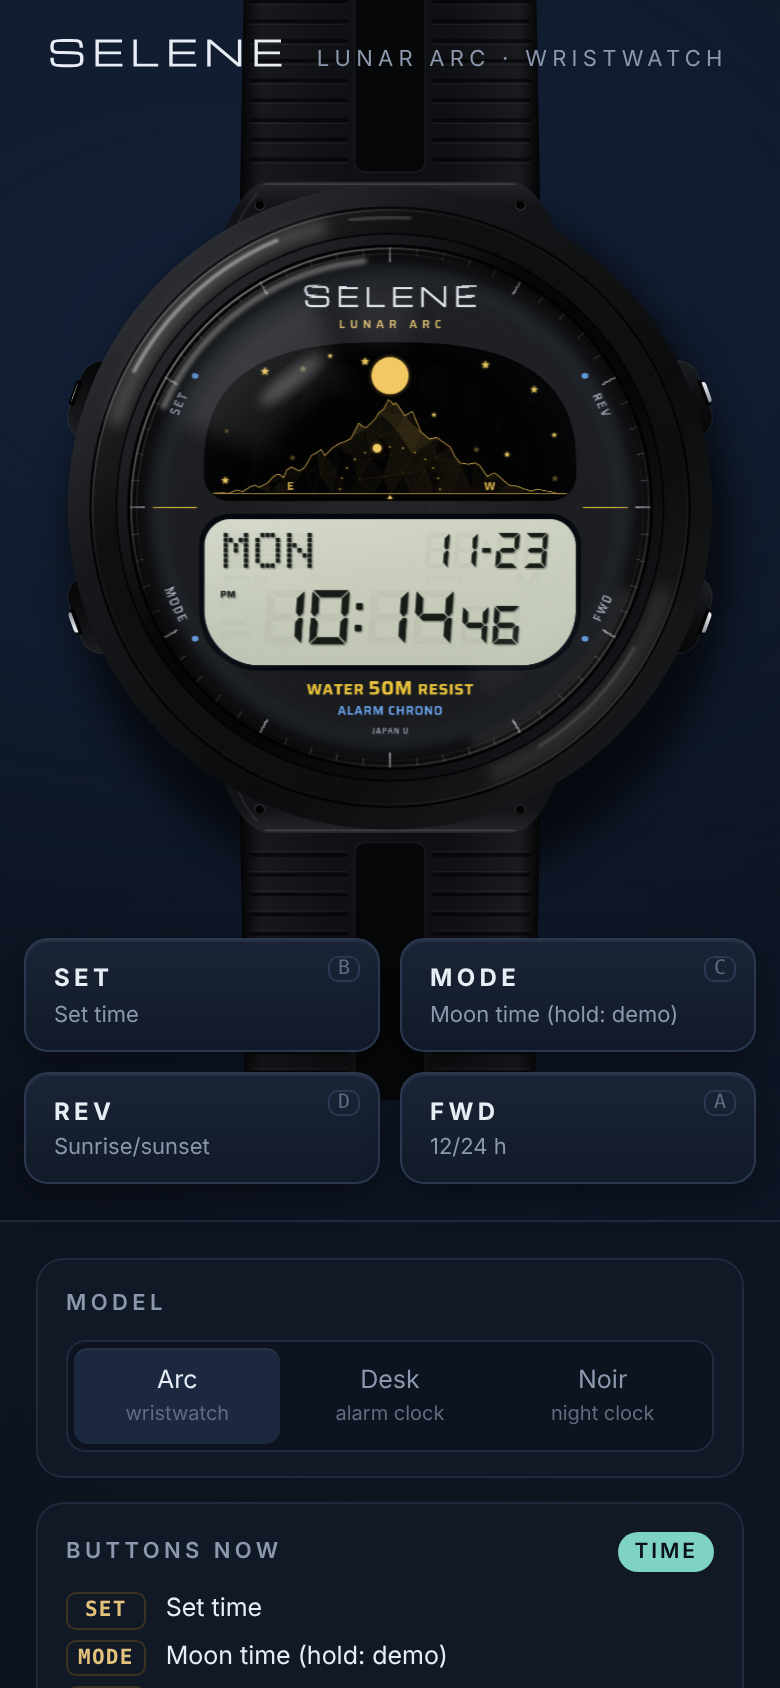 SELENE LUNAR ARC · WRISTWATCH
SELENE
LUNAR ARC
SET
REV
E W
MON 11-23
PM 10:14 46
MODE
FWD
WATER 50M RESIST
ALARM CHRONO
JAPAN U
SET B
Set time
MODE C
Moon time (hold: demo)
REV D
Sunrise/sunset
FWD A
12/24 h
MODEL
Arc
wristwatch
Desk
alarm clock
Noir
night clock
BUTTONS NOW TIME
SET Set time
MODE Moon time (hold: demo)